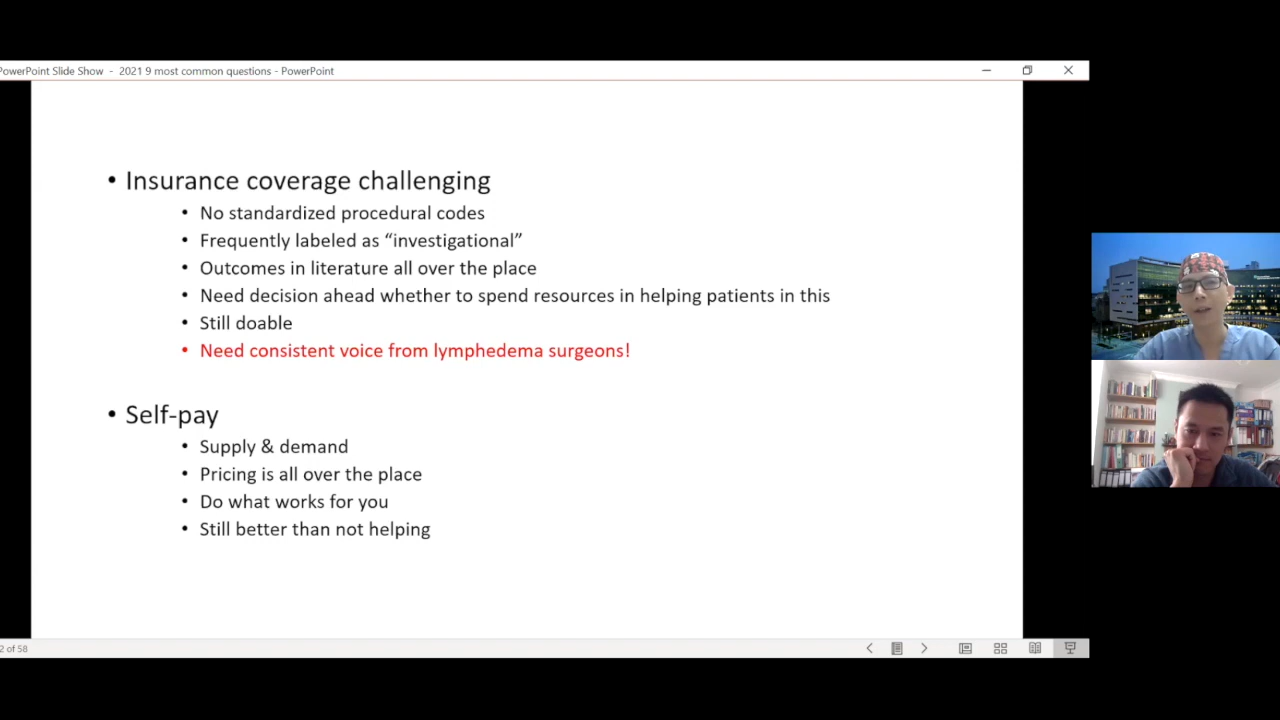 PowerPoint Slide Show - 2021 9 most common questions - PowerPoint
• Insurance coverage challenging
• No standardized procedural codes
• Frequently labeled as “investigational”
• Outcomes in literature all over the place
• Need decision ahead whether to spend resources in helping patients in this
• Still doable
• Need consistent voice from lymphedema surgeons!
• Self-pay
• Supply & demand
• Pricing is all over the place
• Do what works for you
• Still better than not helping
2 of 58